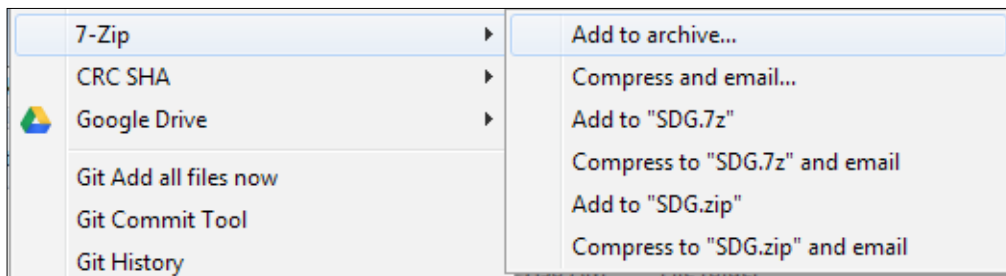 7-Zip
CRC SHA
Google Drive
Git Add all files now
Git Commit Tool
Git History
Add to archive...
Compress and email...
Add to "SDG.7z"
Compress to "SDG.7z" and email
Add to "SDG.zip"
Compress to "SDG.zip" and email